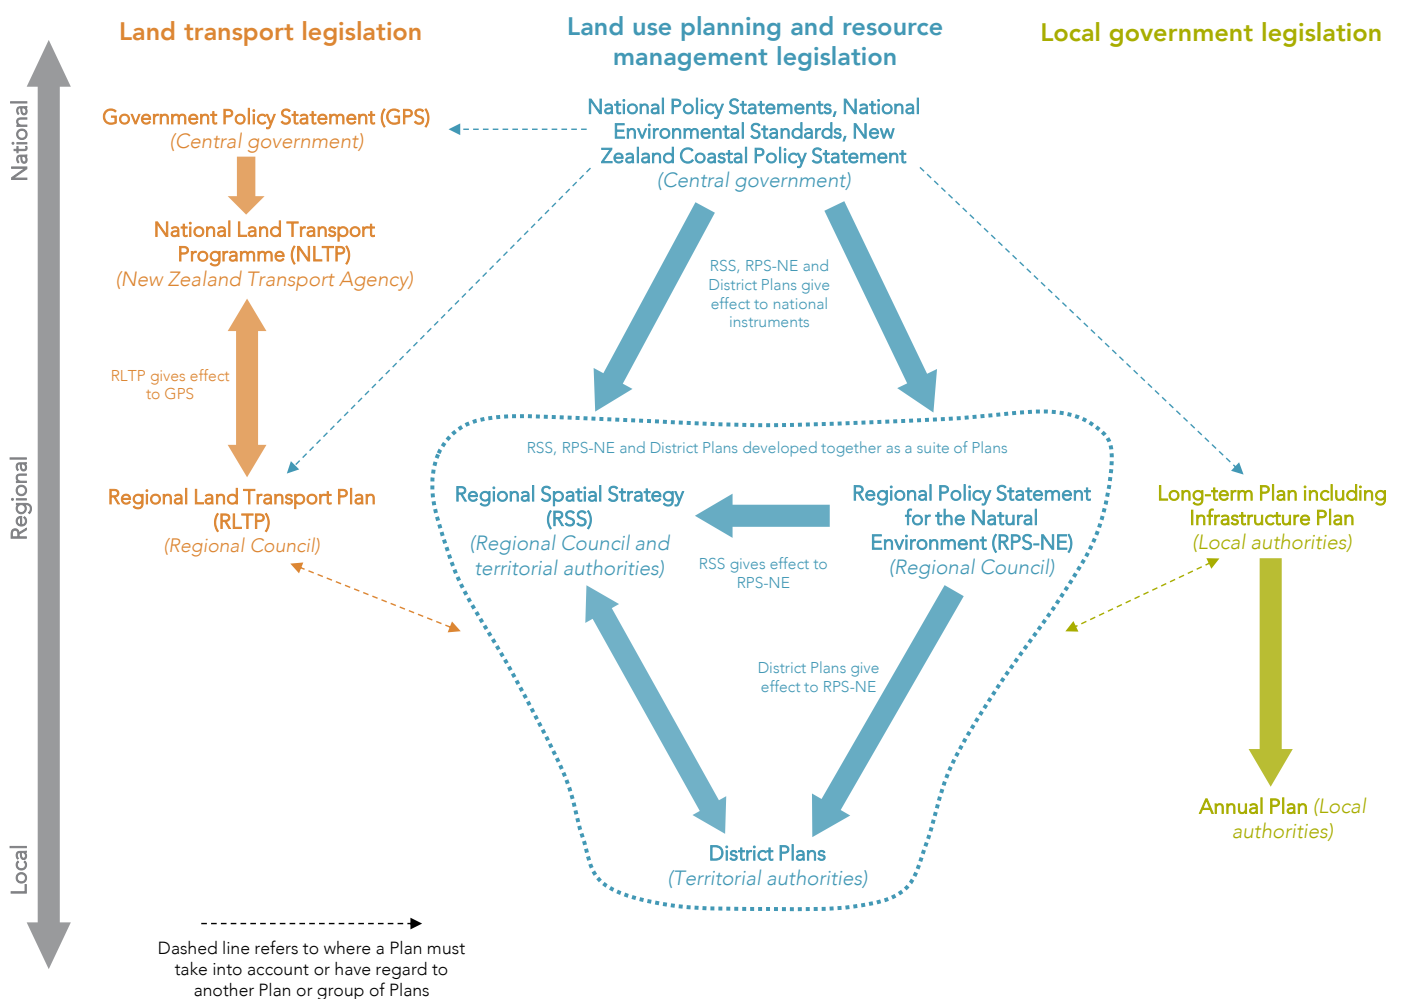 Land transport legislation
Land use planning and resource
management legislation
Local government legislation
National
Regional
Local
Government Policy Statement (GPS)
(Central government)
National Land Transport
Programme (NLTP)
(New Zealand Transport Agency)
RLTP gives effect
to GPS
Regional Land Transport Plan
(RLTP)
(Regional Council)
National Policy Statements, National
Environmental Standards, New
Zealand Coastal Policy Statement
(Central government)
RSS, RPS-NE and
District Plans give
effect to national
instruments
RSS, RPS-NE and District Plans developed together as a suite of Plans
Regional Spatial Strategy
(RSS)
(Regional Council and
territorial authorities)
RSS gives effect to
RPS-NE
Regional Policy Statement
for the Natural
Environment (RPS-NE)
(Regional Council)
District Plans give
effect to RPS-NE
District Plans
(Territorial authorities)
Long-term Plan including
Infrastructure Plan
(Local authorities)
Annual Plan (Local
authorities)
Dashed line refers to where a Plan must
take into account or have regard to
another Plan or group of Plans